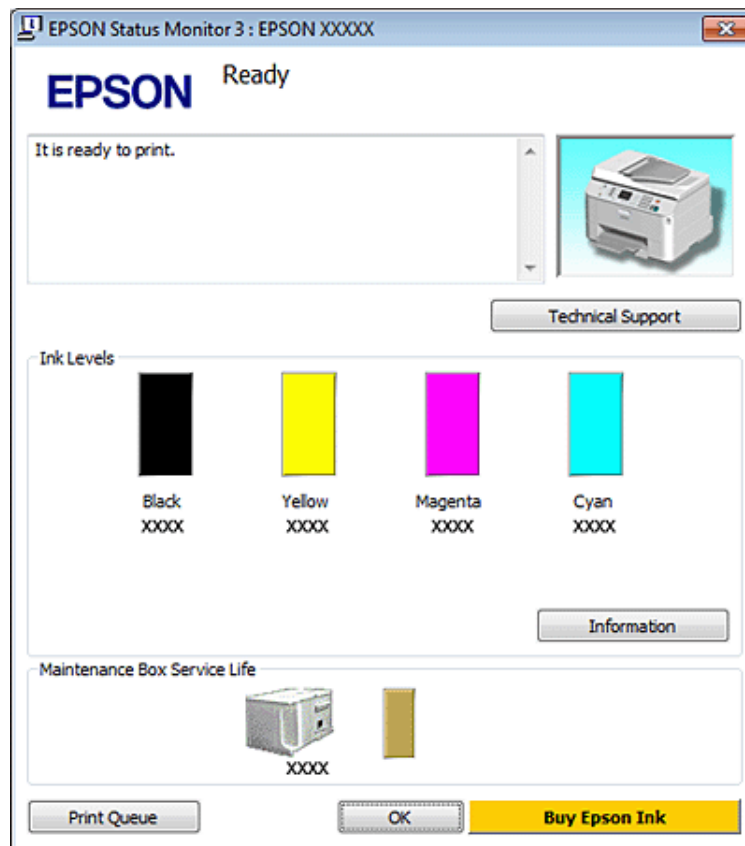 EPSON Status Monitor 3 : EPSON XXXXX
EPSON
Ready
It is ready to print.
Technical Support
Ink Levels
Black Yellow Magenta Cyan
XXXX XXXX XXXX XXXX
Information
Maintenance Box Service Life
XXXX
Print Queue OK Buy Epson Ink